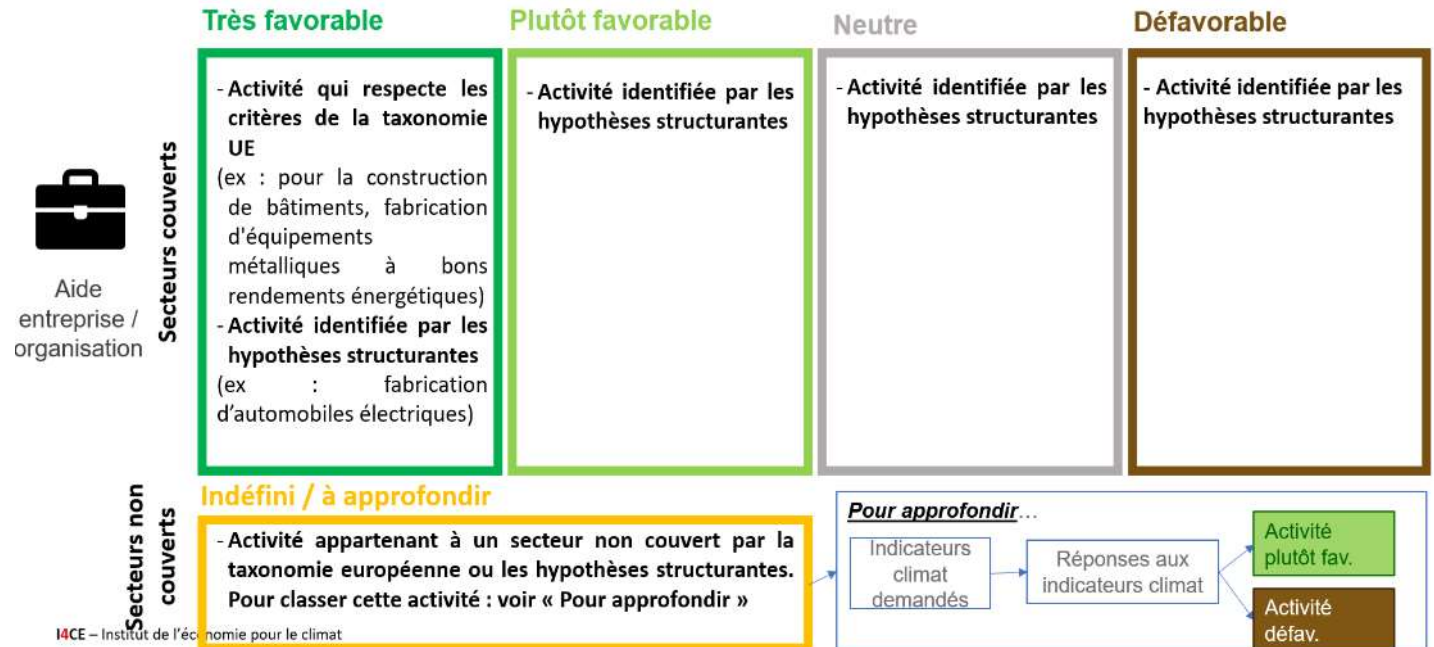 Très favorable
Plutôt favorable
Neutre
Défavorable
Aide
entreprise /
organisation
Secteurs couverts
- Activité qui respecte les
critères de la taxonomie
UE
(ex : pour la construction
de bâtiments, fabrication
d'équipements
métalliques à bons
rendements énergétiques)
- Activité identifiée par les
hypothèses structurantes
(ex : fabrication
d’automobiles électriques)
- Activité identifiée par les
hypothèses structurantes
- Activité identifiée par les
hypothèses structurantes
- Activité identifiée par les
hypothèses structurantes
Secteurs non
couverts
Indéfini / à approfondir
- Activité appartenant à un secteur non couvert par la
taxonomie européenne ou les hypothèses structurantes.
Pour classer cette activité : voir « Pour approfondir »
Pour approfondir…
Indicateurs
climat
demandés
Réponses aux
indicateurs climat
Activité
plutôt fav.
Activité
défav.
I4CE – Institut de l’économie pour le climat